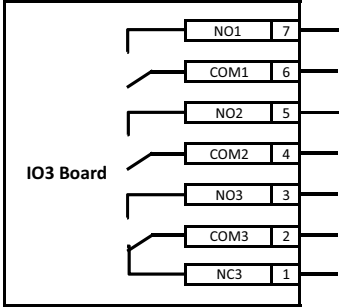 NO1 7
COM1 6
NO2 5
COM2 4
IO3 Board
NO3 3
COM3 2
NC3 1